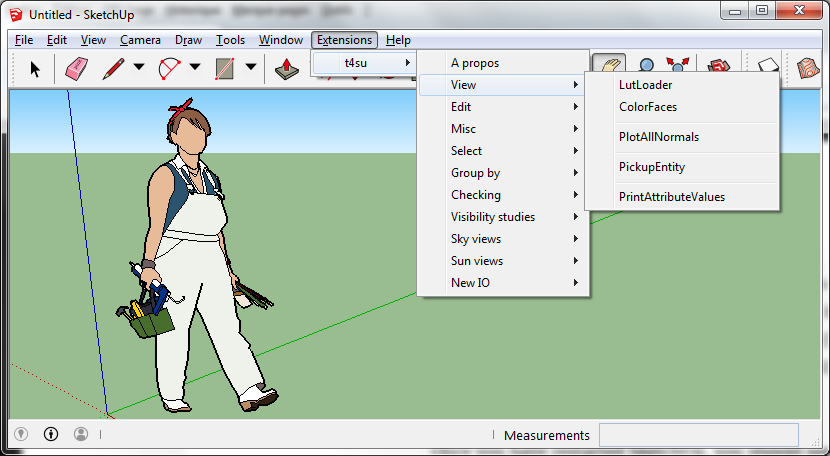 Untitled - SketchUp
File Edit View Camera Draw Tools Window Extensions Help
t4su
A propos
View
Edit
Misc
Select
Group by
Checking
Visibility studies
Sky views
Sun views
New IO
LutLoader
ColorFaces
PlotAllNormals
PickupEntity
PrintAttributeValues
Measurements